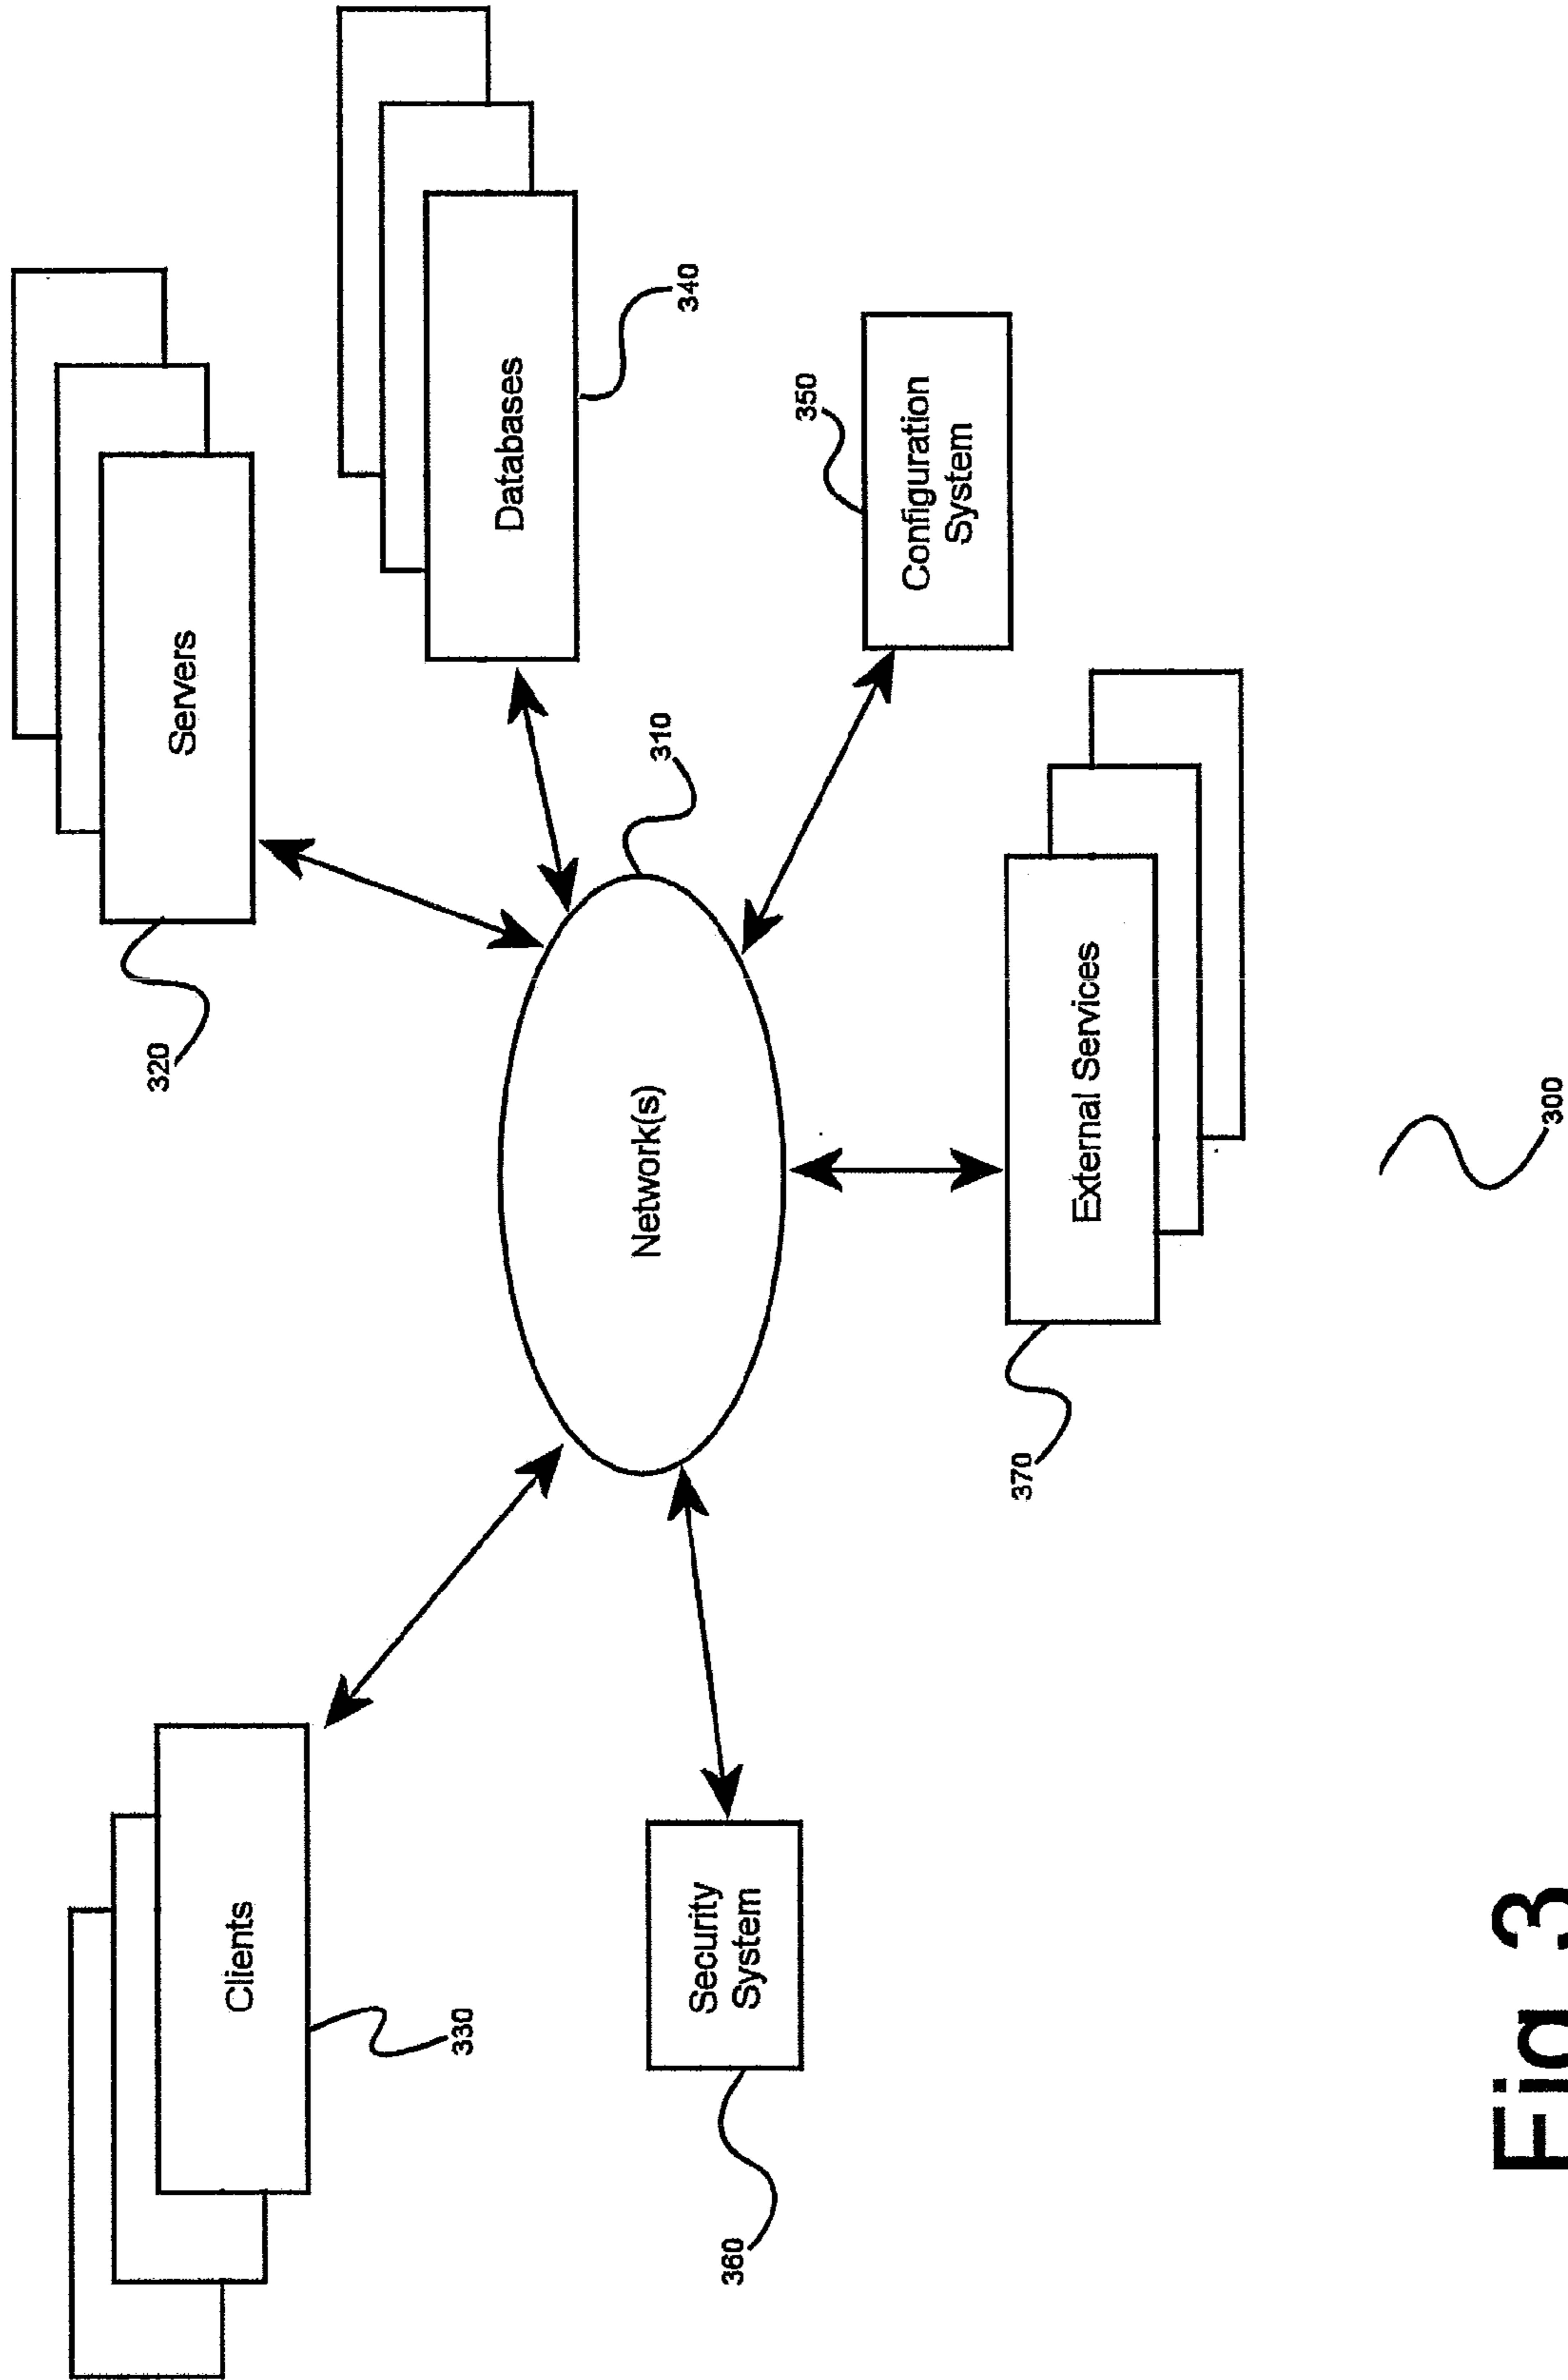 Clients
330
Servers
320
Databases
340
Network(s)
310
Security
System
360
Configuration
System
350
External Services
370
300
Fig. 3